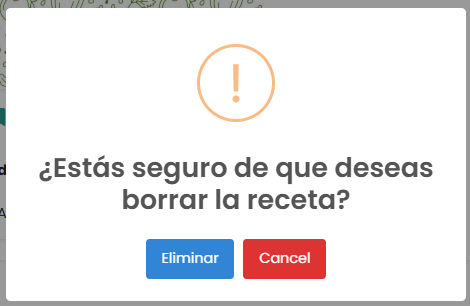 !
¿Estás seguro de que deseas
borrar la receta?
Eliminar
Cancel